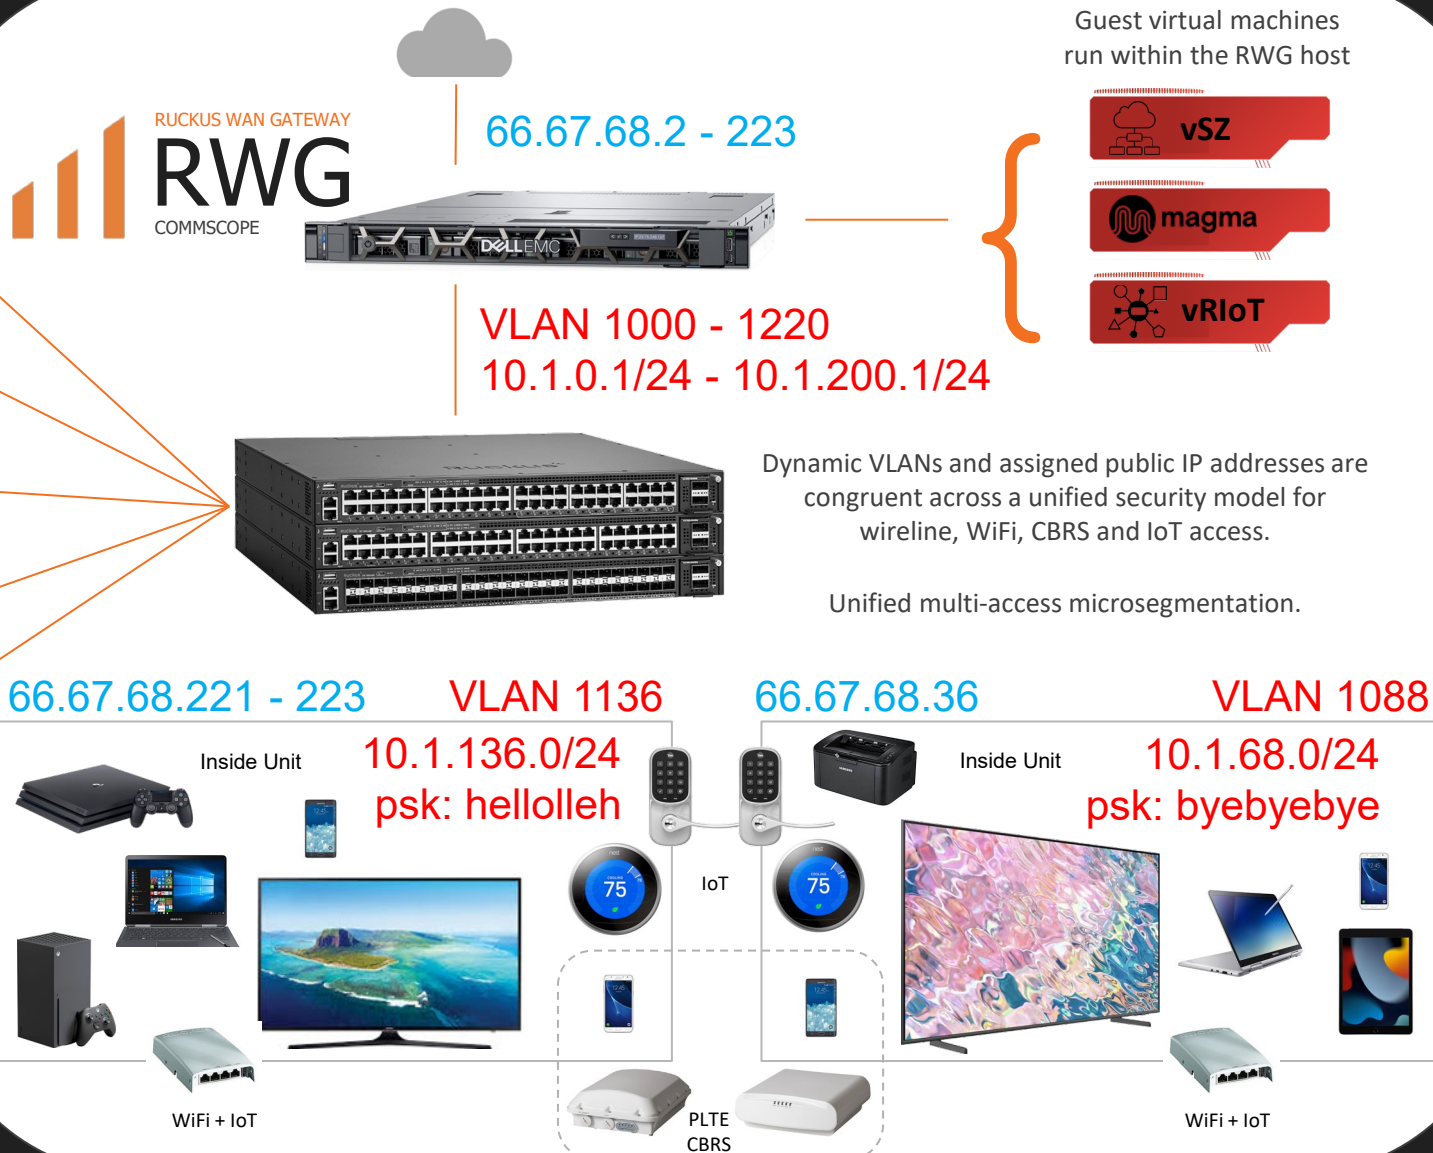 Guest virtual machines
run within the RWG host
RUCKUS WAN GATEWAY
RWG
COMMSCOPE
66.67.68.2 - 223
vSZ
magma
vRIoT
DELLEMC
VLAN 1000 - 1220
10.1.0.1/24 - 10.1.200.1/24
Dynamic VLANs and assigned public IP addresses are
congruent across a unified security model for
wireline, WiFi, CBRS and IoT access.
Unified multi-access microsegmentation.
66.67.68.221 - 223
VLAN 1136
66.67.68.36
VLAN 1088
Inside Unit
10.1.136.0/24
psk: hellolleh
Inside Unit
10.1.68.0/24
psk: byebyebye
IoT
nest
COOLING
75
nest
COOLING
75
WiFi + IoT
PLTE
CBRS
WiFi + IoT